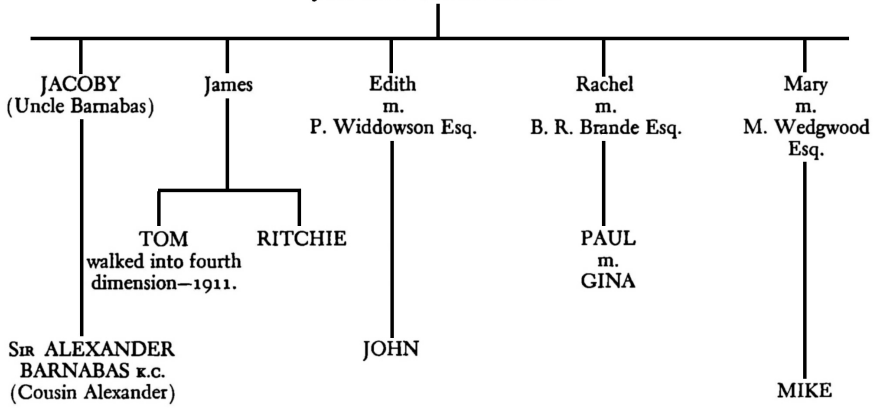 JACOBY
(Uncle Barnabas)
James
Edith
m.
P. Widdowson Esq.
Rachel
m.
B. R. Brande Esq.
Mary
m.
M. Wedgwood
Esq.
TOM
walked into fourth
dimension—1911.
RITCHIE
PAUL
m.
GINA
SIR ALEXANDER
BARNABAS K.C.
(Cousin Alexander)
JOHN
MIKE